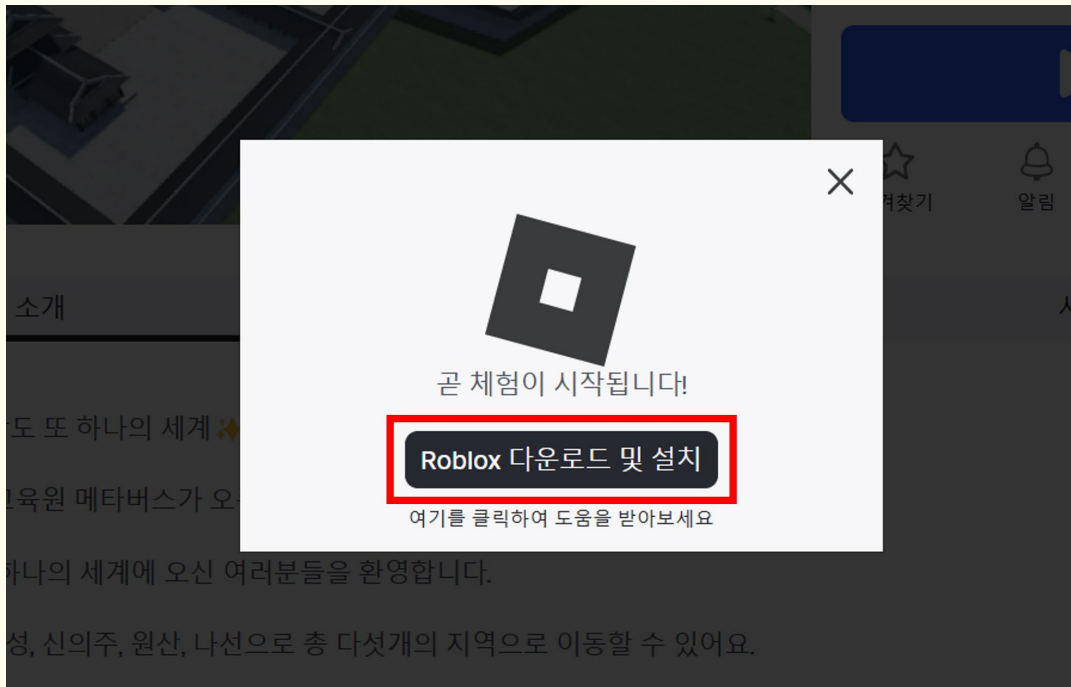 알림
소개
곧 체험이 시작됩니다!
도 또 하나의 세계✨
Roblox 다운로드 및 설치
육원 메타버스가 오
여기를 클릭하여 도움을 받아보세요
하나의 세계에 오신 여러분들을 환영합니다.
성, 신의주, 원산, 나선으로 총 다섯개의 지역으로 이동할 수 있어요.